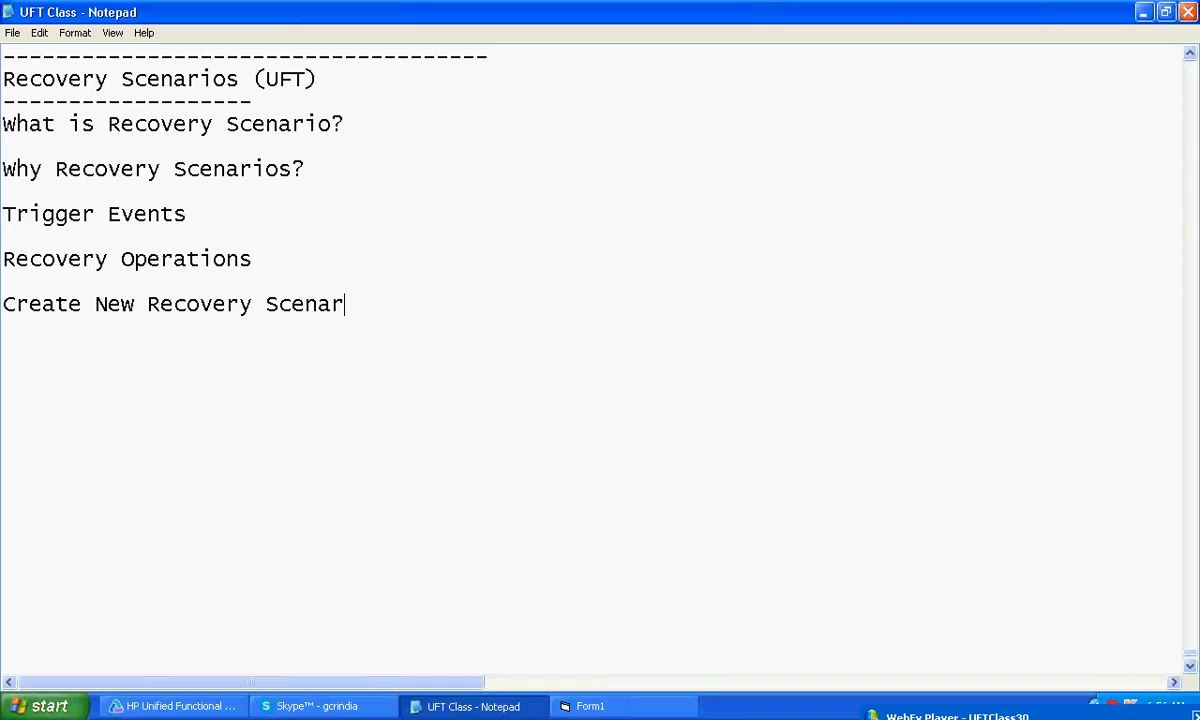 UFT Class - Notepad
File Edit Format View Help
-------------------------------------
Recovery Scenarios (UFT)
-------------------
What is Recovery Scenario?
Why Recovery Scenarios?
Trigger Events
Recovery Operations
Create New Recovery Scenar
start HP Unified Functional ... Skype™ - gcrindia UFT Class - Notepad Form1
WebEx Player - UFTClass30